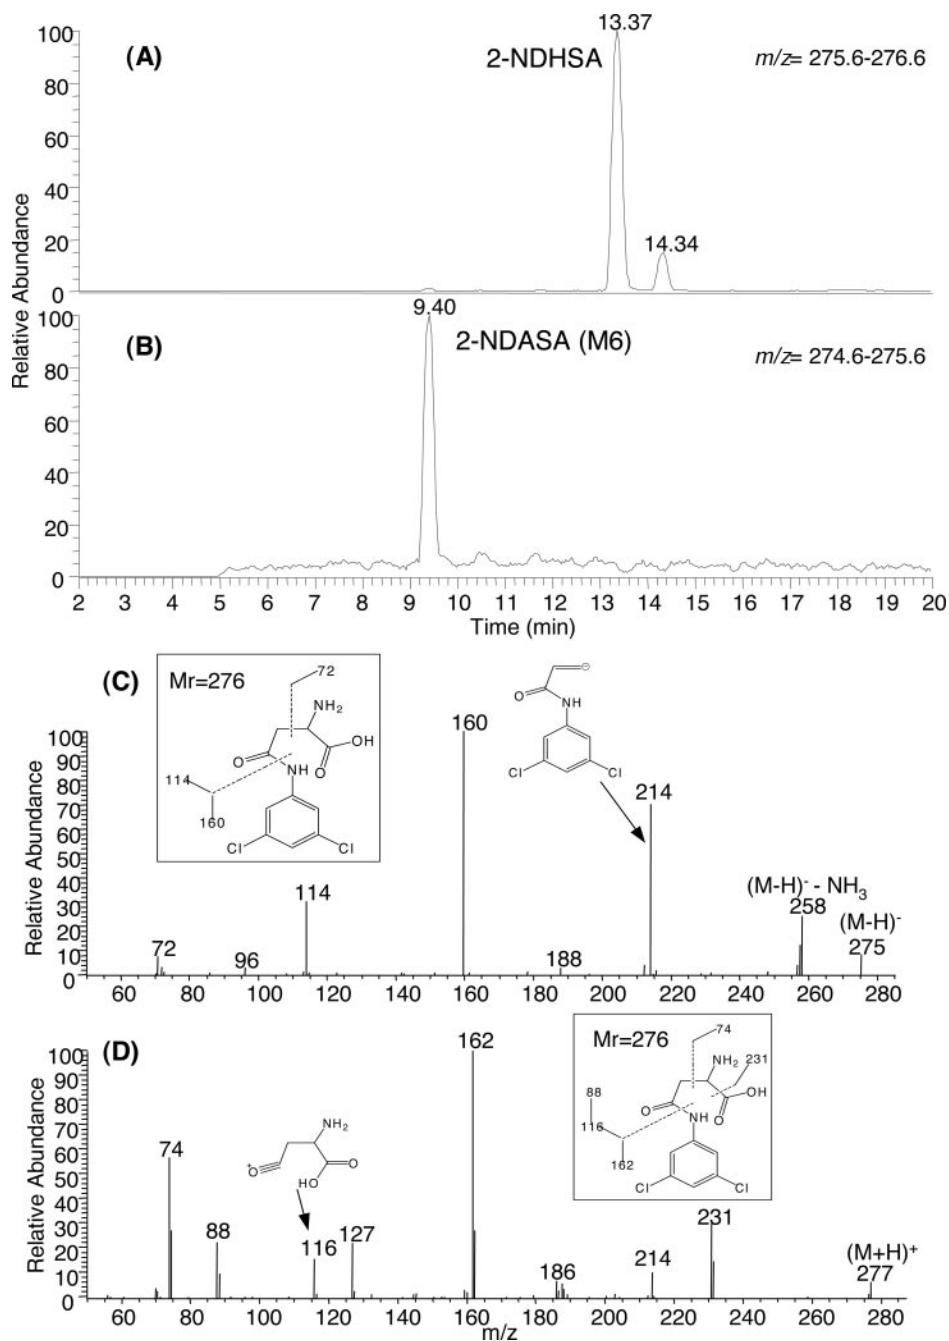 13.37
100
(A)
2-NDHSA
m/z= 275.6-276.6
80
60
40
20
14.34
0
9.40
100
(B)
2-NDASA (M6)
m/z= 274.6-275.6
80
60
40
20
0
Relative Abundance
2 3 4 5 6 7 8 9 10 11 12 13 14 15 16 17 18 19 20
Time (min)
(C)
Mr=276
72
NH2
O
OH
O
NH
114
160
Cl
Cl
O
NH
Cl
Cl
100
90
80
70
60
50
40
30
20
10
0
Relative Abundance
72
96
114
160
188
214
(M-H)- - NH3
258
(M-H)-
275
60 80 100 120 140 160 180 200 220 240 260 280
(D)
100
90
80
70
60
50
40
30
20
10
0
Relative Abundance
74
88
NH2
+
O
O
HO
116
127
162
186
214
231
(M+H)+
277
Mr=276
74
NH2
231
88
O
OH
O
NH
116
162
Cl
Cl
60 80 100 120 140 160 180 200 220 240 260 280
m/z